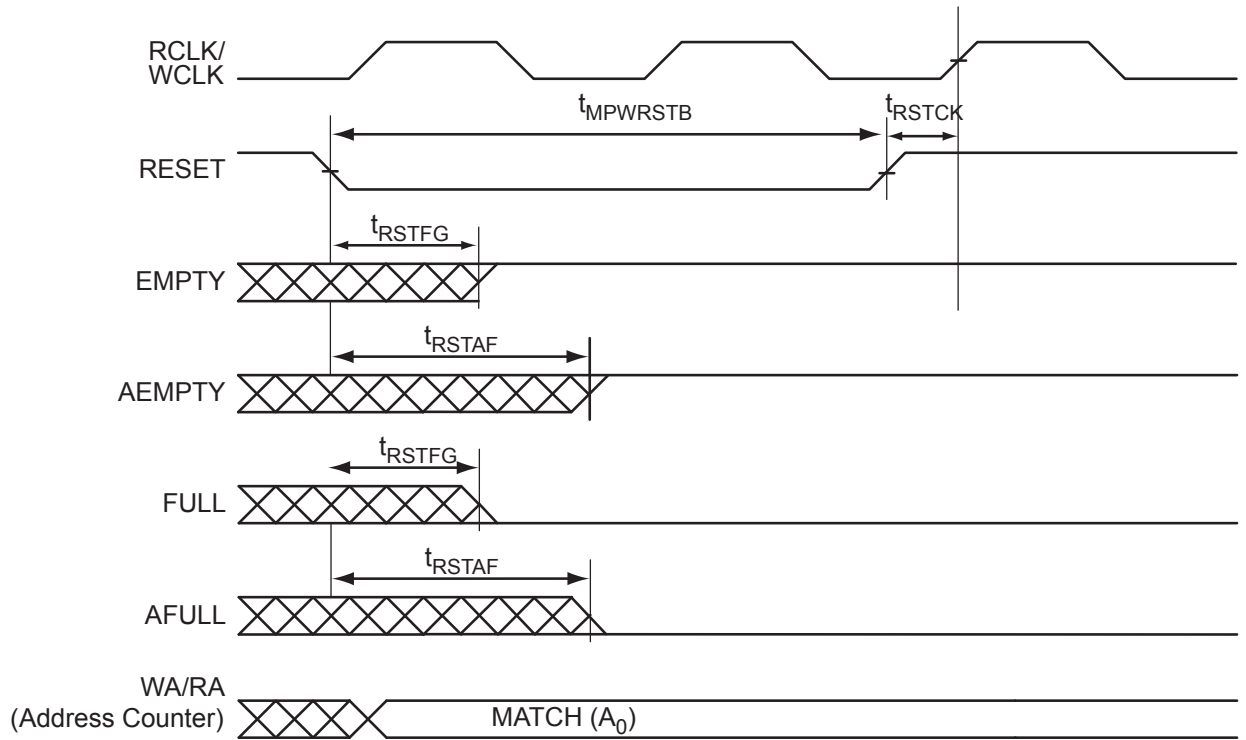 RCLK/
WCLK
tMPWRSTB
tRSTCK
RESET
tRSTFG
EMPTY
tRSTAF
AEMPTY
tRSTFG
FULL
tRSTAF
AFULL
WA/RA
(Address Counter)
MATCH (A0)